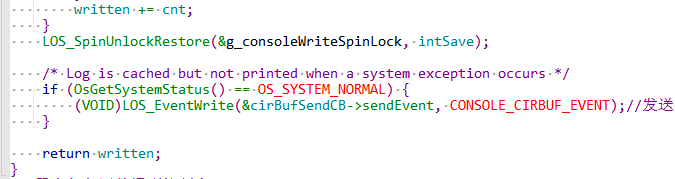 written += cnt;
}
LOS_SpinUnlockRestore(&g_consoleWriteSpinLock, intSave);
/* Log is cached but not printed when a system exception occurs */
if (OsGetSystemStatus() == OS_SYSTEM_NORMAL) {
(VOID)LOS_EventWrite(&cirBufSendCB->sendEvent, CONSOLE_CIRBUF_EVENT);//发送
}
return written;
}